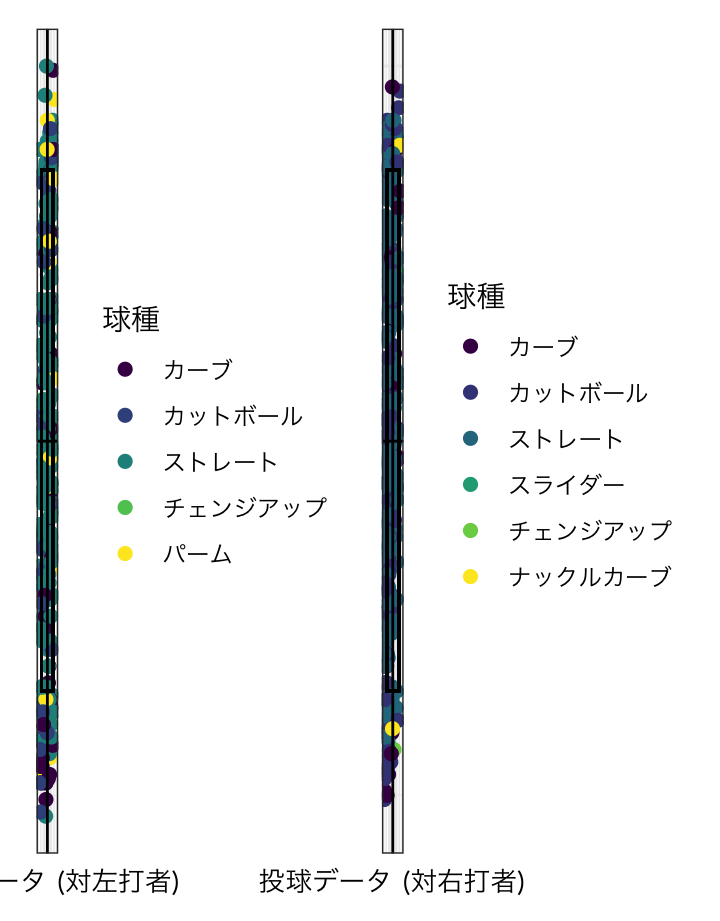 球種
カーブ
カットボール
ストレート
チェンジアップ
パーム
ータ (対左打者)
球種
カーブ
カットボール
ストレート
スライダー
チェンジアップ
ナックルカーブ
投球データ (対右打者)